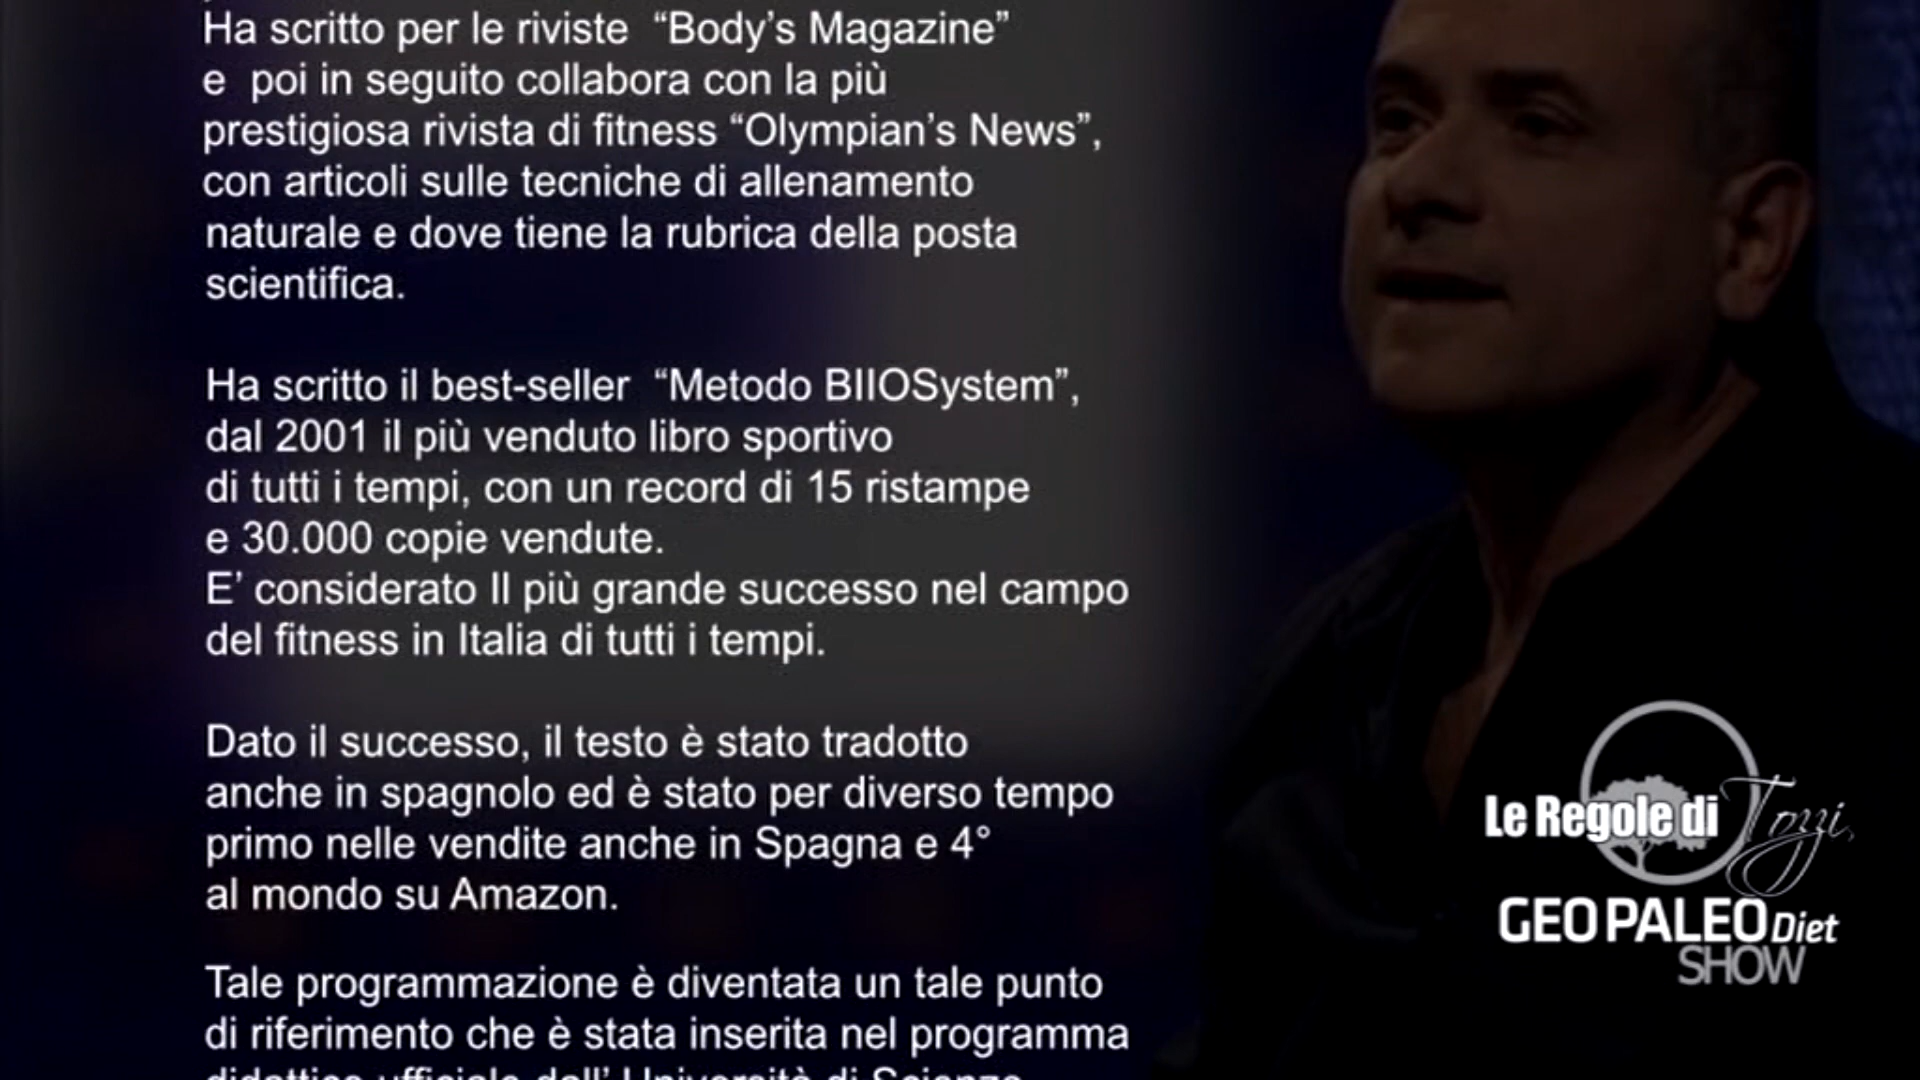 Ha scritto per le riviste “Body’s Magazine”
e poi in seguito collabora con la più
prestigiosa rivista di fitness “Olympian’s News”,
con articoli sulle tecniche di allenamento
naturale e dove tiene la rubrica della posta
scientifica.
Ha scritto il best-seller “Metodo BIIOSystem”,
dal 2001 il più venduto libro sportivo
di tutti i tempi, con un record di 15 ristampe
e 30.000 copie vendute.
E’ considerato Il più grande successo nel campo
del fitness in Italia di tutti i tempi.
Dato il successo, il testo è stato tradotto
anche in spagnolo ed è stato per diverso tempo
primo nelle vendite anche in Spagna e 4°
al mondo su Amazon.
Tale programmazione è diventata un tale punto
di riferimento che è stata inserita nel programma
didattico ufficiale dell’ Università di Scienze
Le Regole di Tozzi
GEO PALEO Diet
SHOW